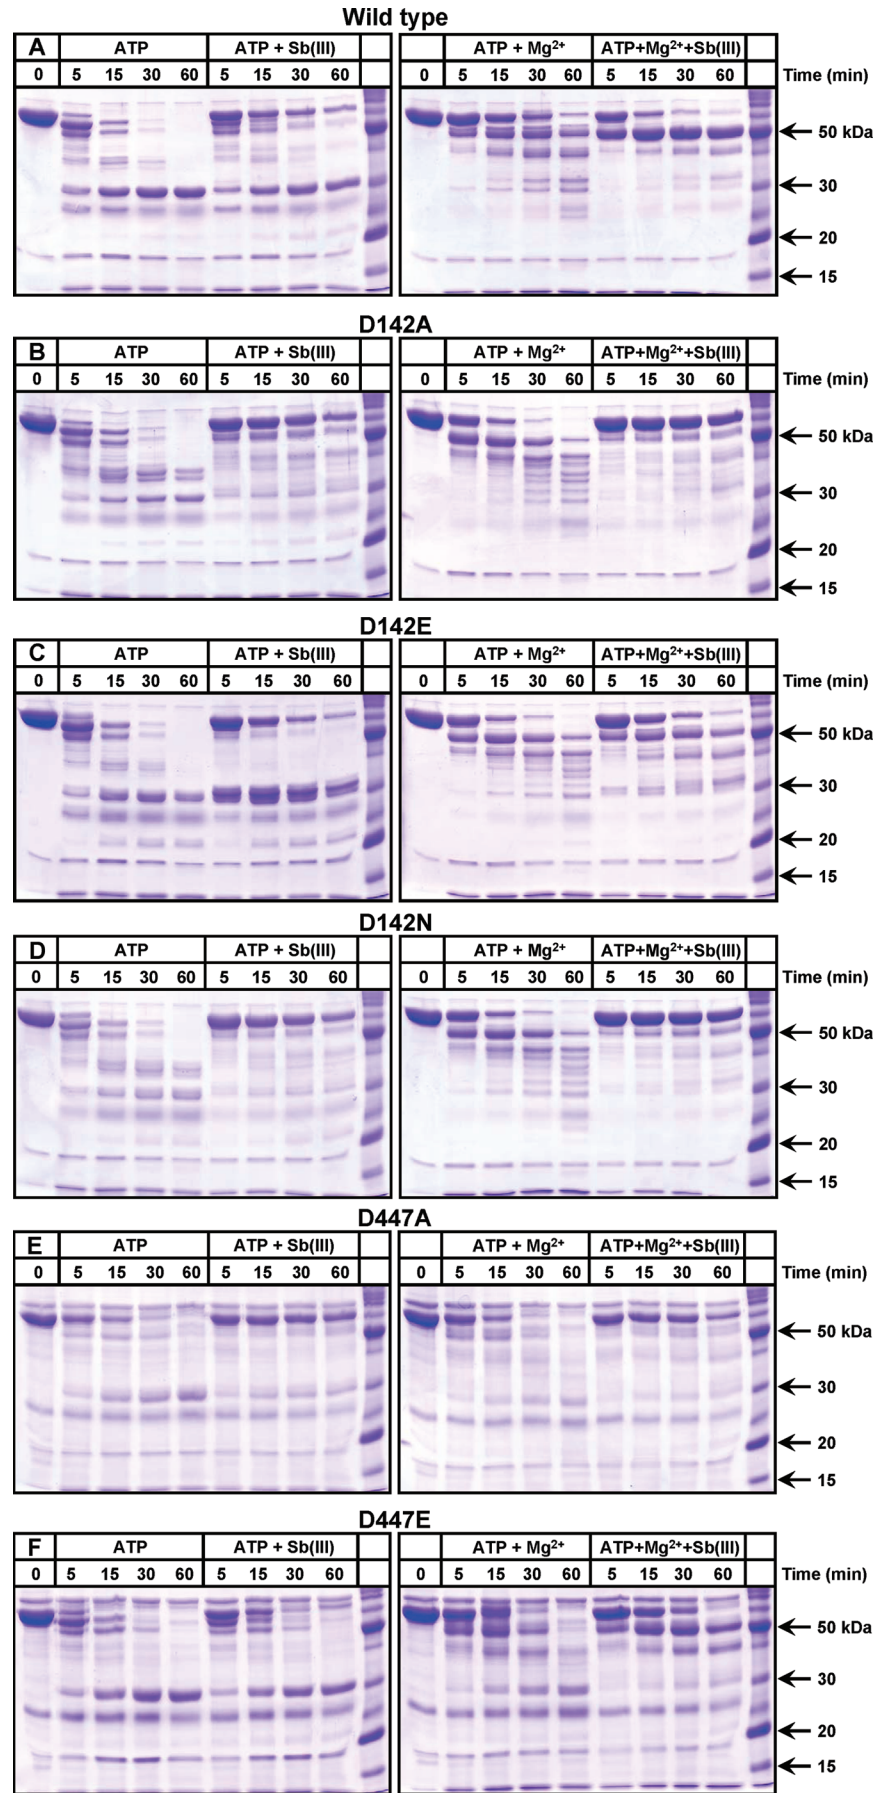 Wild type
A ATP ATP + Sb(III) ATP + Mg2+ ATP+Mg2++Sb(III)
0 5 15 30 60 5 15 30 60 0 5 15 30 60 5 15 30 60 Time (min)
50 kDa
30
20
15
D142A
B ATP ATP + Sb(III) ATP + Mg2+ ATP+Mg2++Sb(III)
0 5 15 30 60 5 15 30 60 0 5 15 30 60 5 15 30 60 Time (min)
50 kDa
30
20
15
D142E
C ATP ATP + Sb(III) ATP + Mg2+ ATP+Mg2++Sb(III)
0 5 15 30 60 5 15 30 60 0 5 15 30 60 5 15 30 60 Time (min)
50 kDa
30
20
15
D142N
D ATP ATP + Sb(III) ATP + Mg2+ ATP+Mg2++Sb(III)
0 5 15 30 60 5 15 30 60 0 5 15 30 60 5 15 30 60 Time (min)
50 kDa
30
20
15
D447A
E ATP ATP + Sb(III) ATP + Mg2+ ATP+Mg2++Sb(III)
0 5 15 30 60 5 15 30 60 0 5 15 30 60 5 15 30 60 Time (min)
50 kDa
30
20
15
D447E
F ATP ATP + Sb(III) ATP + Mg2+ ATP+Mg2++Sb(III)
0 5 15 30 60 5 15 30 60 0 5 15 30 60 5 15 30 60 Time (min)
50 kDa
30
20
15